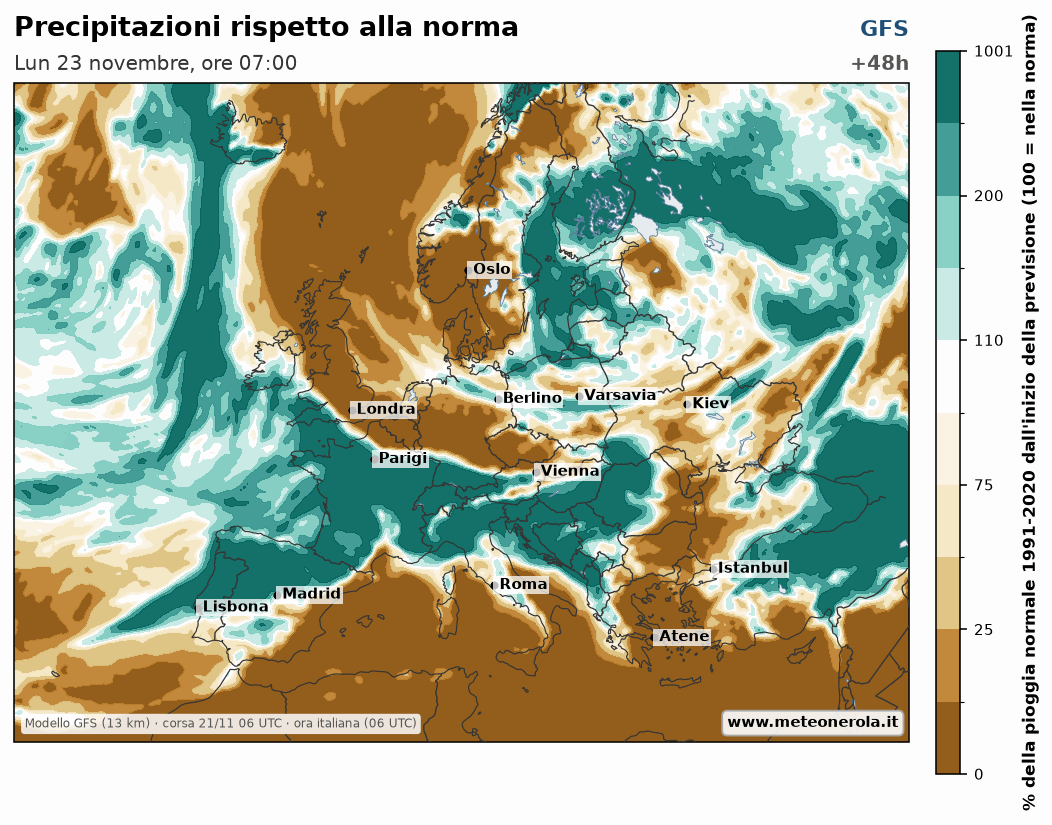 Precipitazioni rispetto alla norma
GFS
Lun 23 novembre, ore 07:00
+48h
1001
200
110
75
25
0
% della pioggia normale 1991-2020 dall'inizio della previsione (100 = nella norma)
Oslo
Londra
Berlino
Varsavia
Kiev
Parigi
Vienna
Istanbul
Roma
Madrid
Lisbona
Atene
Modello GFS (13 km) · corsa 21/11 06 UTC · ora italiana (06 UTC)
www.meteonerola.it